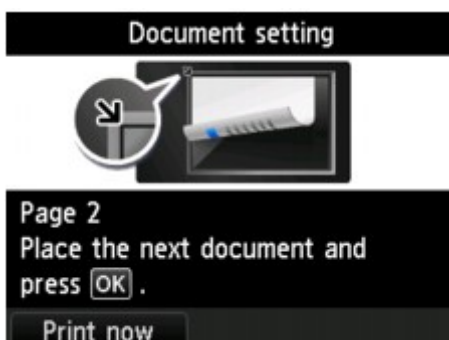 Document setting
Page 2
Place the next document and
press OK .
Print now